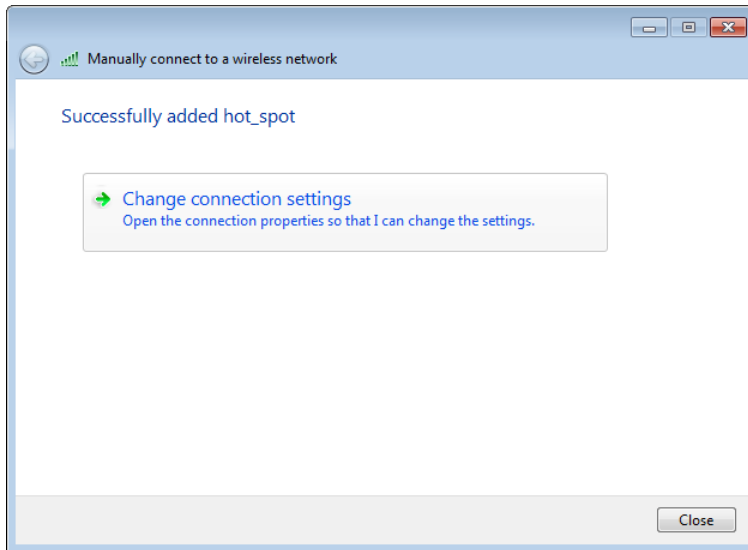 Manually connect to a wireless network
Successfully added hot_spot
Change connection settings
Open the connection properties so that I can change the settings.
Close